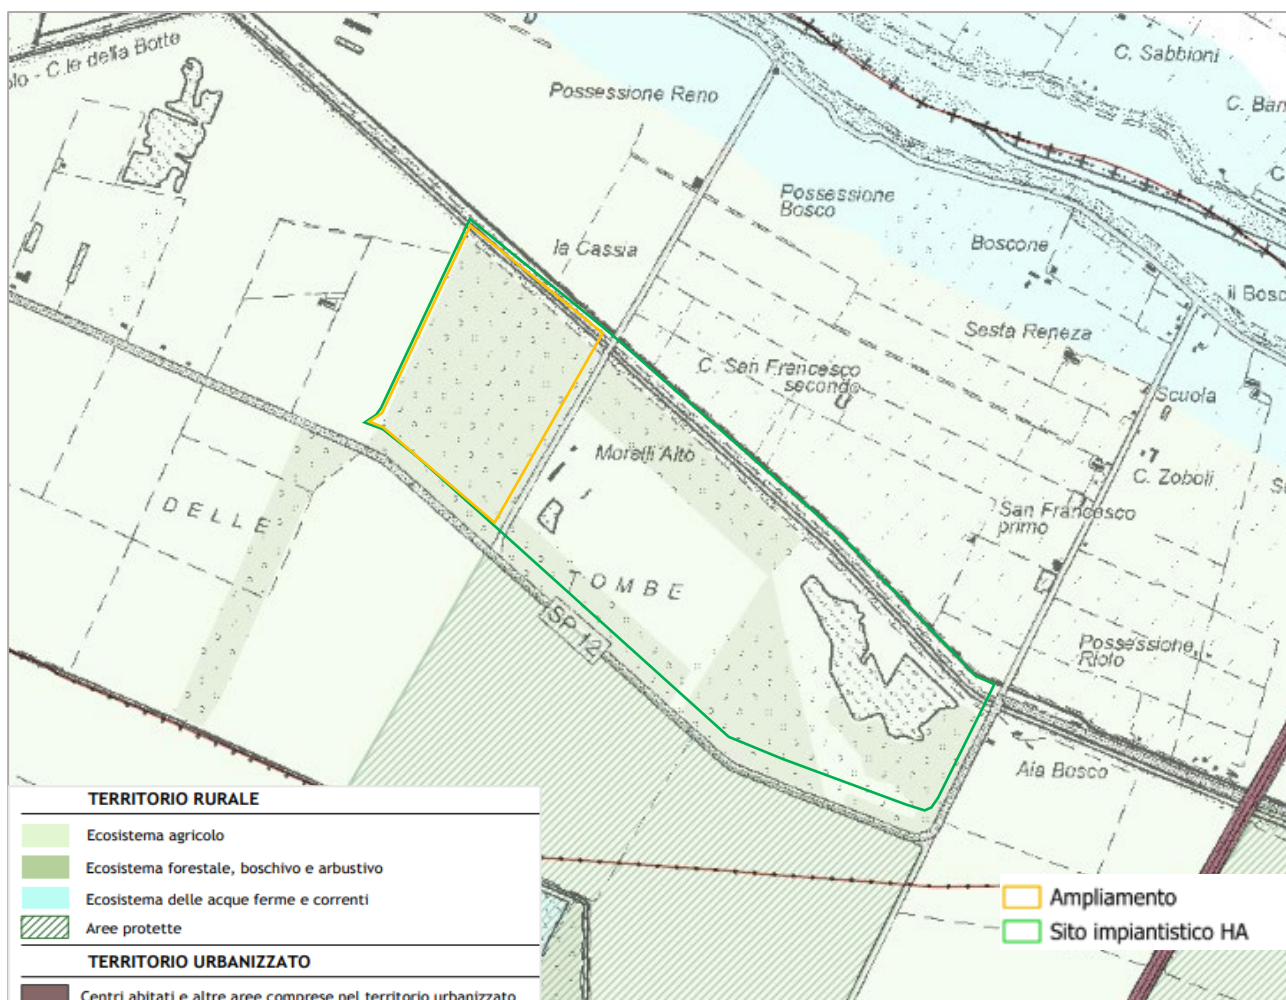 C.le della Botte
Possessione Reno
C. Sabbioni
Possessione
Bosco
la Cassia
Boscone
Sesta Reneza
C. San Francesco
secondo
Scuola
Morelli Alto
C. Zoboli
San Francesco
primo
DELLE
TOMBE
SP 12
Possessione
Riolo
Aia Bosco
TERRITORIO RURALE
Ecosistema agricolo
Ecosistema forestale, boschivo e arbustivo
Ecosistema delle acque ferme e correnti
Aree protette
TERRITORIO URBANIZZATO
Centri abitati e altre aree comprese nel territorio urbanizzato
Ampliamento
Sito impiantistico HA